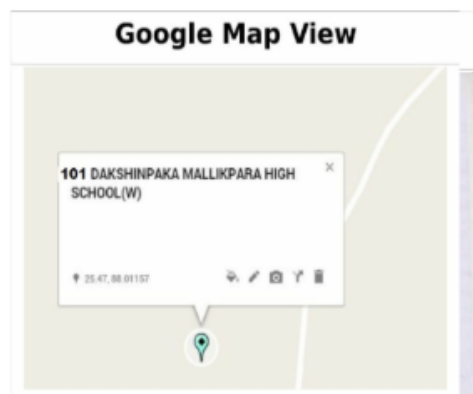 Google Map View
101 DAKSHINPAKA MALLIKPARA HIGH
SCHOOL(W)
25.47, 88.01157